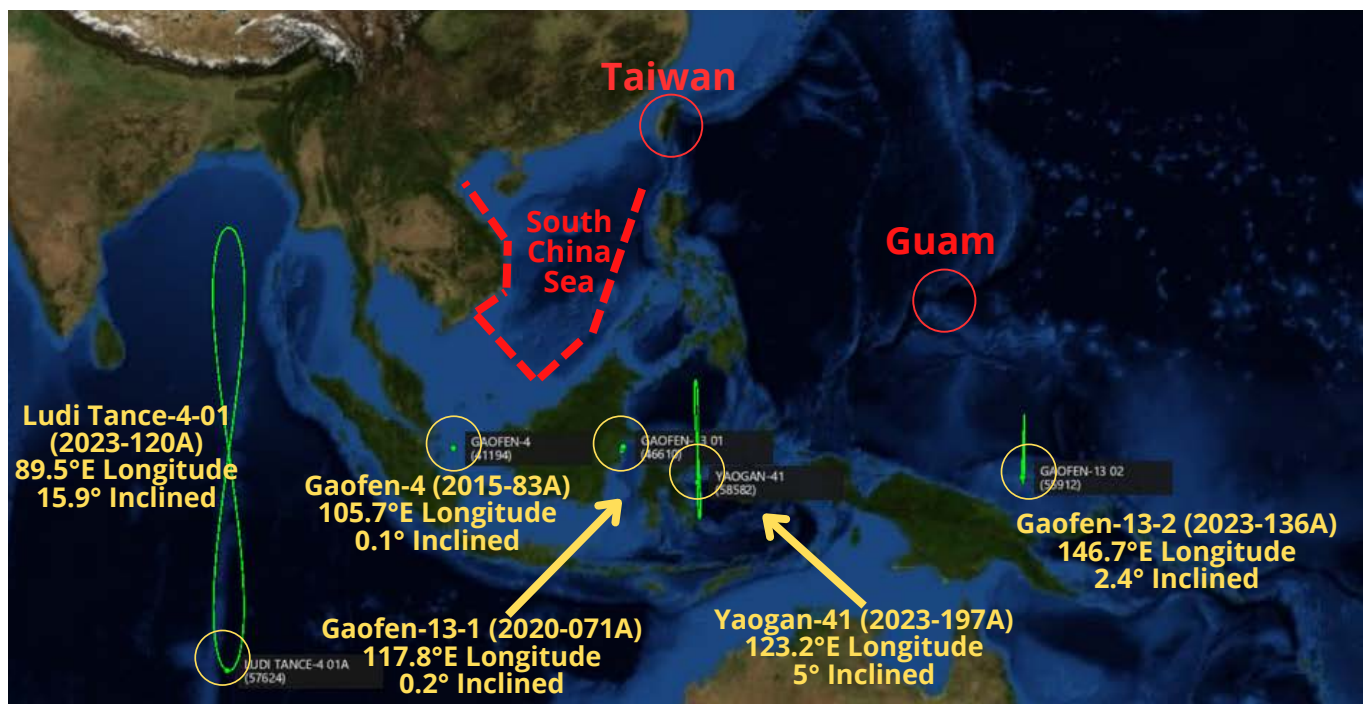 Taiwan
South
China
Sea
Guam
Ludi Tance-4-01
(2023-120A)
89.5°E Longitude
15.9° Inclined
GAOFEN-4
(41194)
Gaofen-4 (2015-83A)
105.7°E Longitude
0.1° Inclined
GAOFEN-13 01
(46610)
YAOGAN-41
(58582)
GAOFEN-13 02
Gaofen-13-2 (2023-136A)
146.7°E Longitude
2.4° Inclined
Gaofen-13-1 (2020-071A)
117.8°E Longitude
0.2° Inclined
Yaogan-41 (2023-197A)
123.2°E Longitude
5° Inclined
LUDI TANCE-4 01A
(57624)